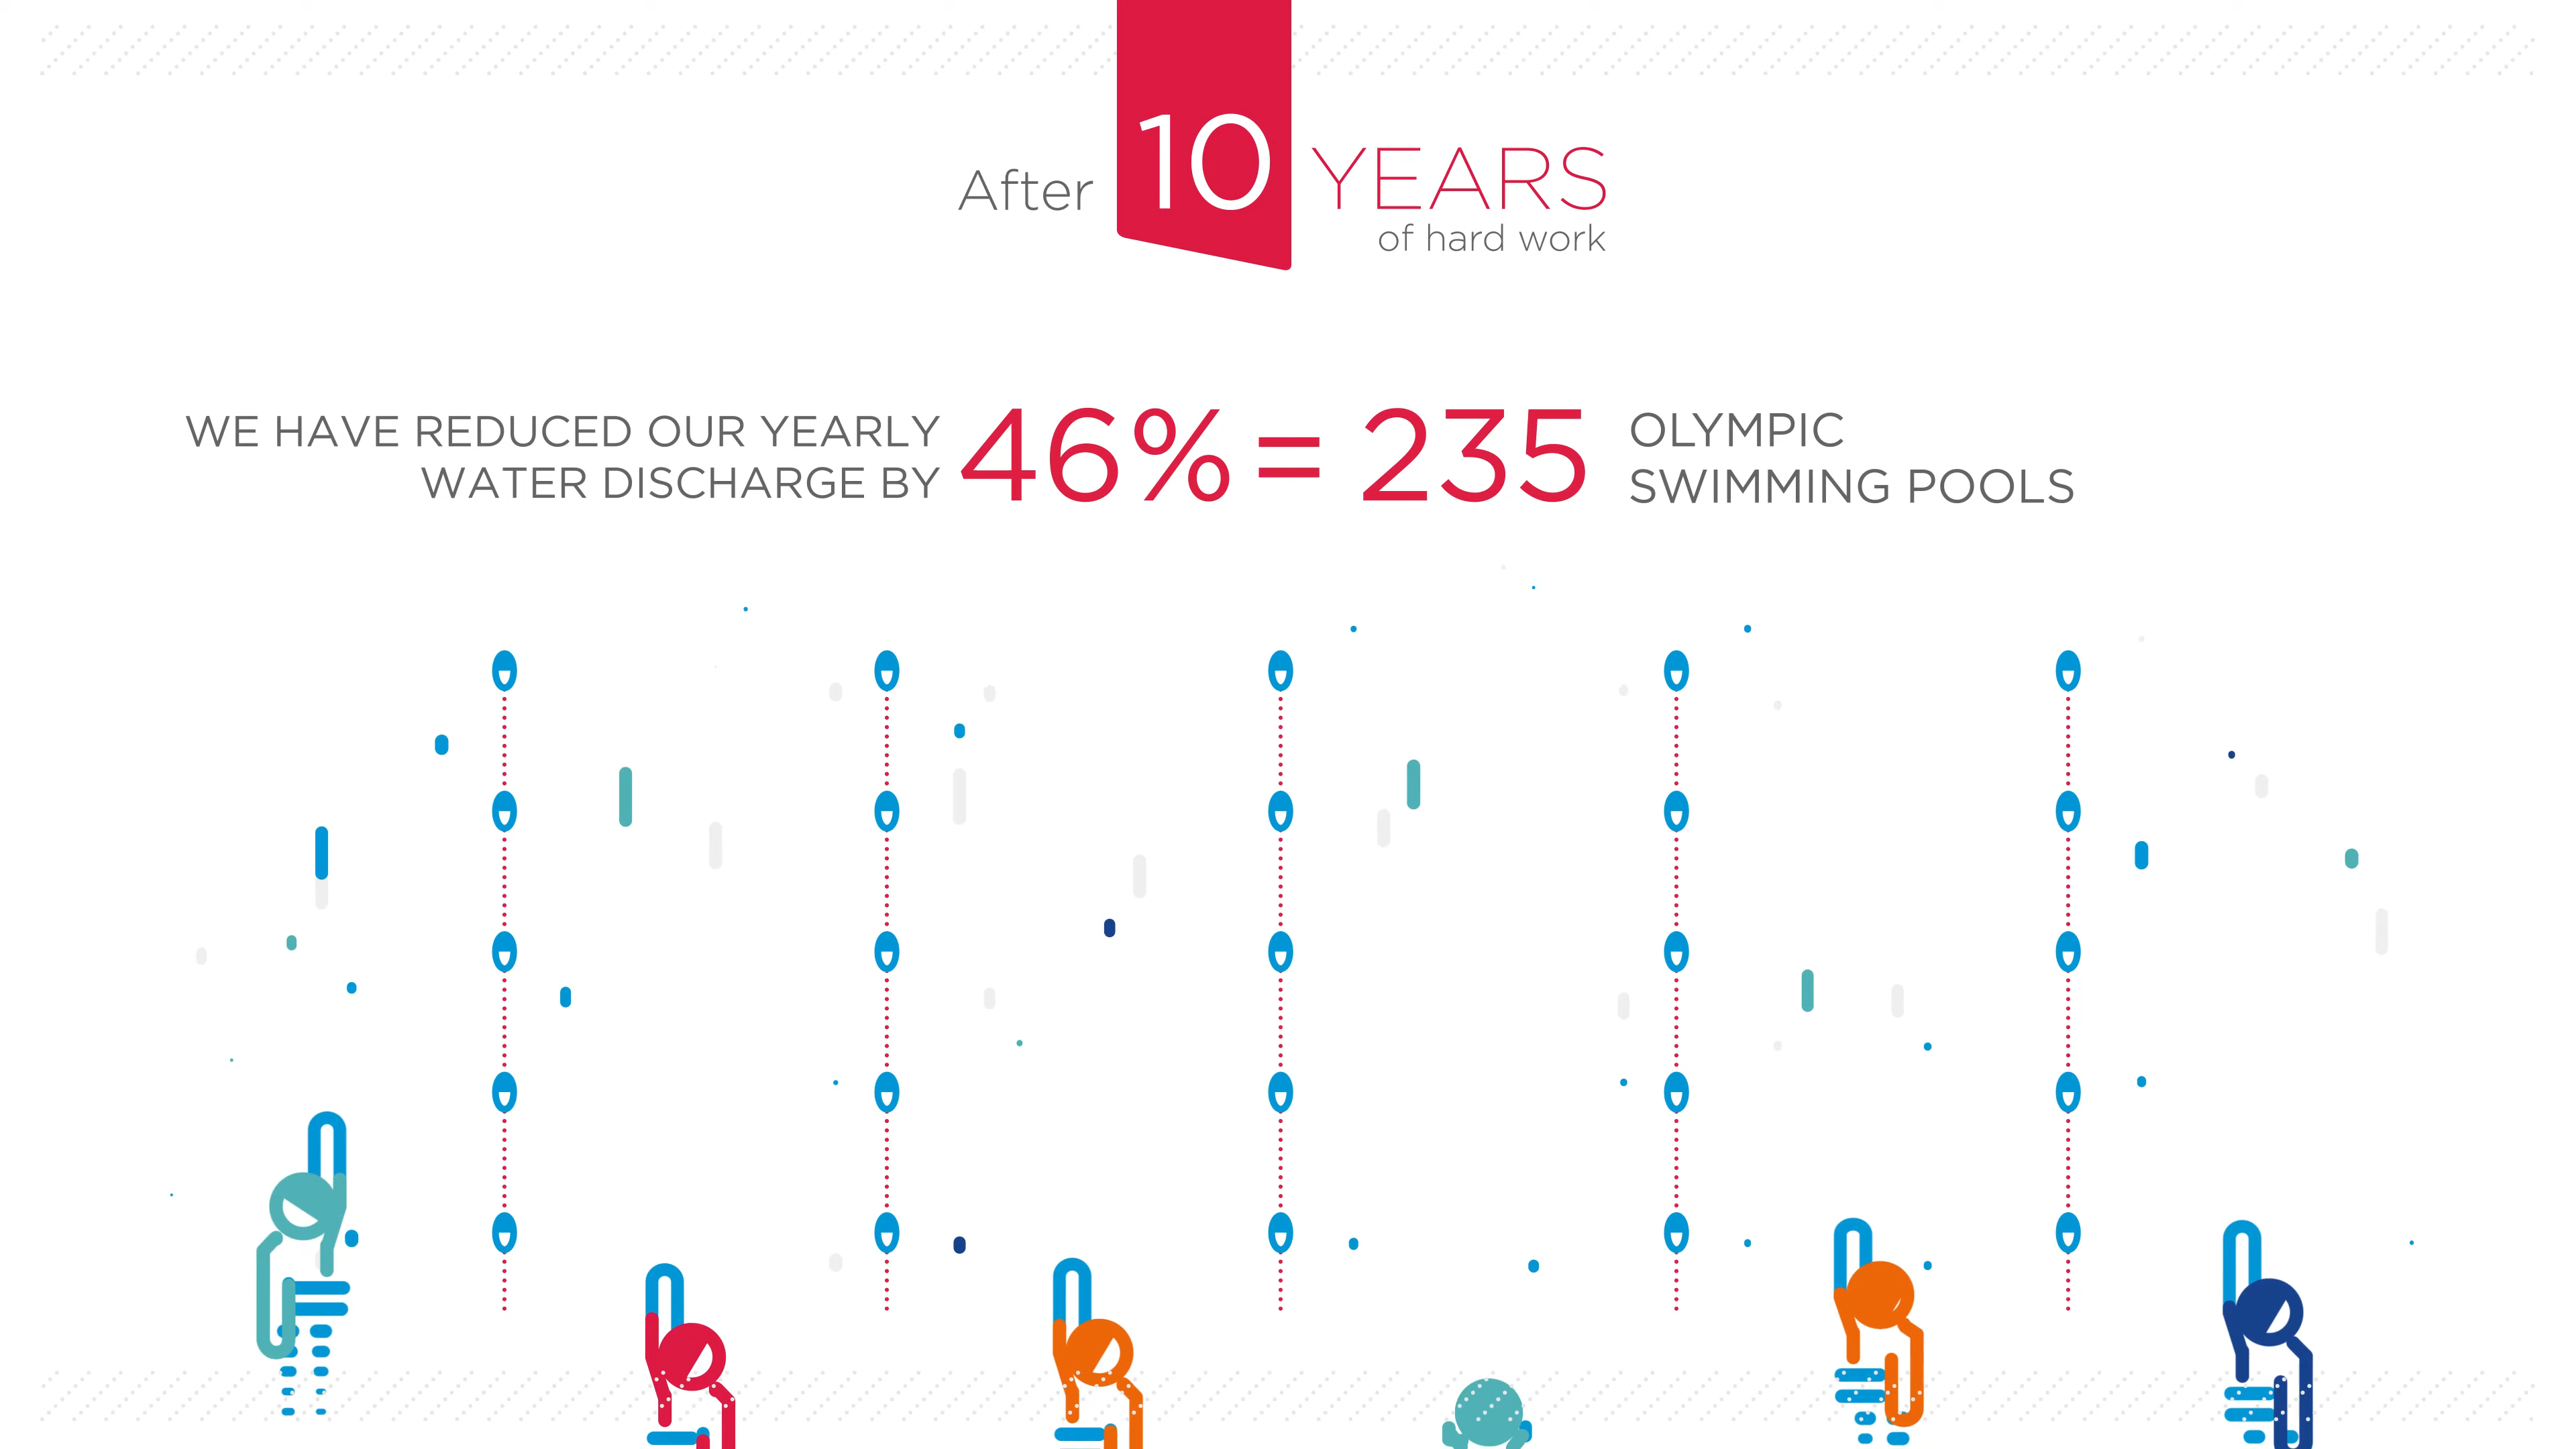 After 10 YEARS
of hard work
WE HAVE REDUCED OUR YEARLY
WATER DISCHARGE BY
46% = 235
OLYMPIC
SWIMMING POOLS